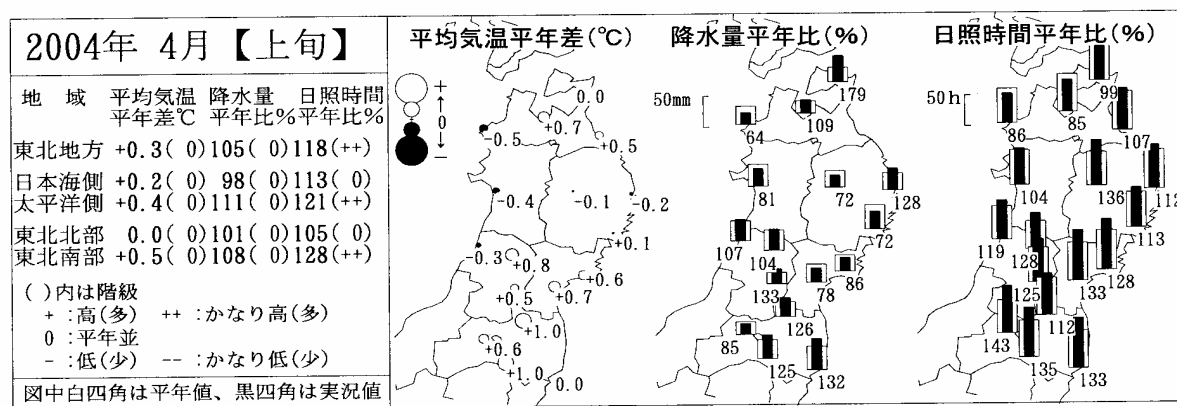 2004年 4月【上旬】
地 域 平均気温 降水量 日照時間
平年差℃ 平年比% 平年比%
東北地方 +0.3( 0) 105( 0) 118(++)
日本海側 +0.2( 0) 98( 0) 113( 0)
太平洋側 +0.4( 0) 111( 0) 121(++)
東北北部 0.0( 0) 101( 0) 105( 0)
東北南部 +0.5( 0) 108( 0) 128(++)
( )内は階級
+ :高(多) ++ :かなり高(多)
0 :平年並
- :低(少) -- :かなり低(少)
図中白四角は平年値、黒四角は実況値
平均気温平年差(℃)
+
0
-
0.0
+0.7
-0.5
+0.5
-0.4
-0.1
-0.2
+0.1
-0.3
+0.8
+0.6
+0.5
+0.7
+1.0
+0.6
+1.0
0.0
降水量平年比(%)
50mm
179
109
64
81
72
128
72
107
104
86
133
78
126
85
125
132
日照時間平年比(%)
50h
99
85
86
107
104
136
112
113
119
128
128
133
125
112
143
135
133